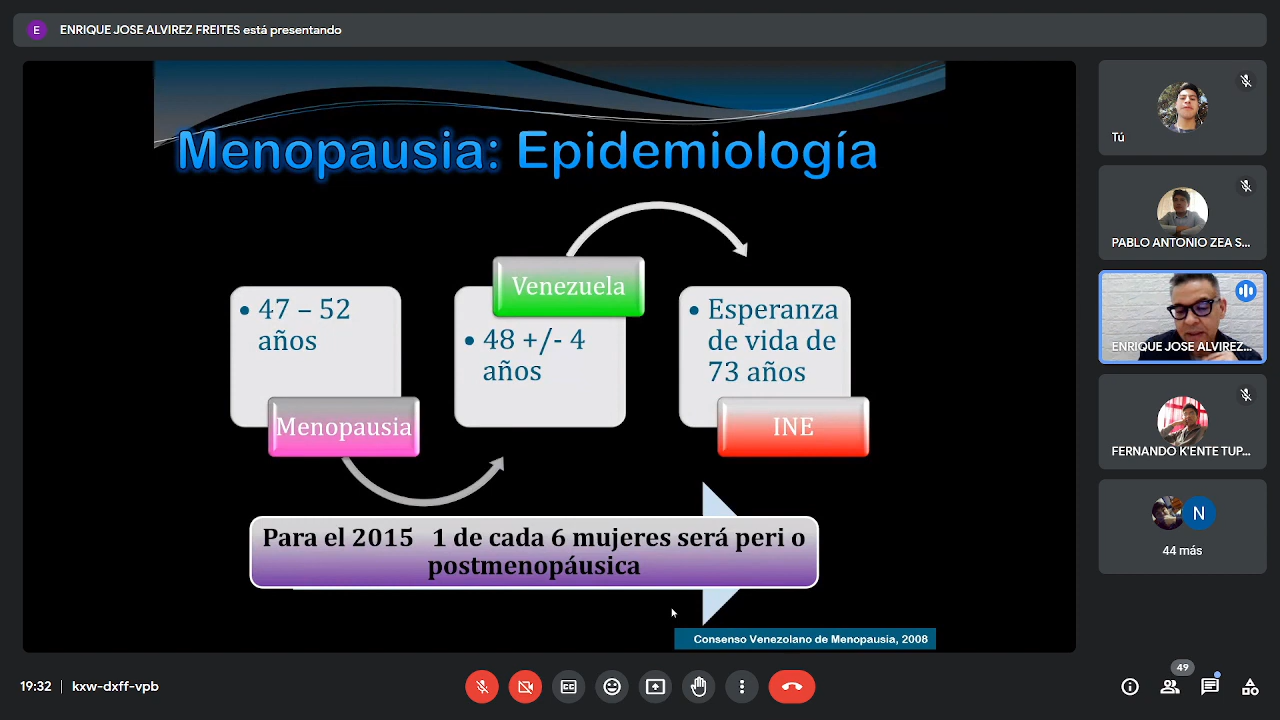 E
ENRIQUE JOSE ALVIREZ FREITES está presentando
Menopausia: Epidemiología
• 47 – 52
años
Menopausia
Venezuela
• 48 +/- 4
años
• Esperanza
de vida de
73 años
INE
Para el 2015   1 de cada 6 mujeres será peri o
postmenopáusica
Consenso Venezolano de Menopausia, 2008
Tú
PABLO ANTONIO ZEA S...
ENRIQUE JOSE ALVIREZ...
FERNANDO K'ENTE TUP...
N
44 más
19:32 | kxw-dxff-vpb
49